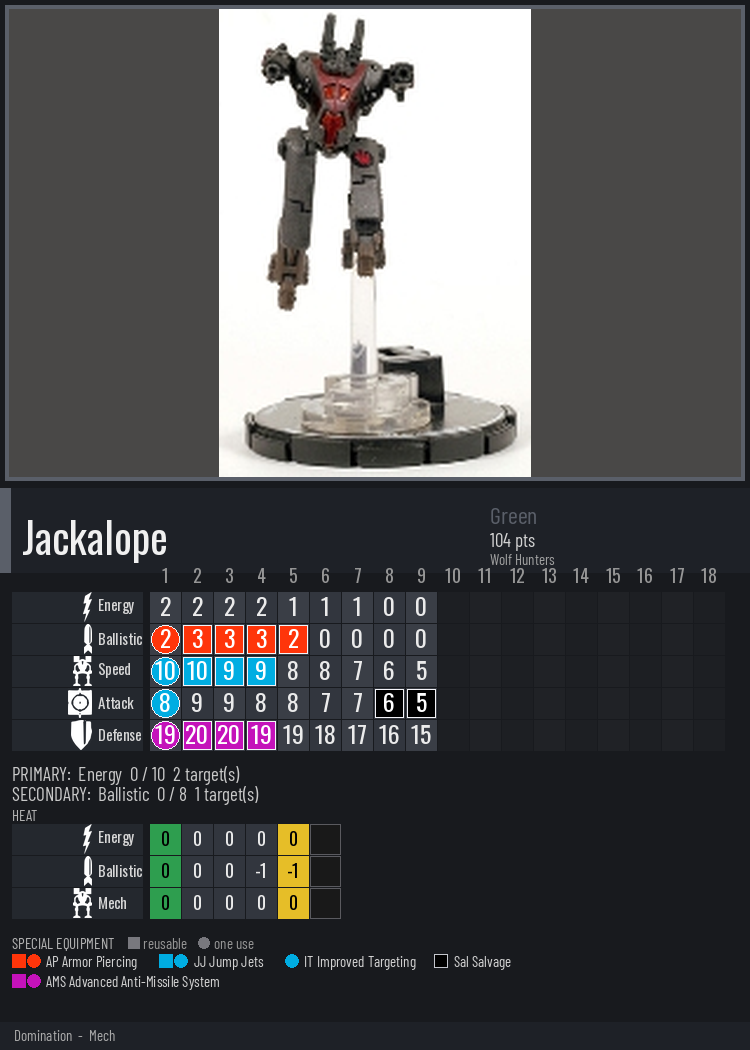 Jackalope
Green
104 pts
Wolf Hunters
1 2 3 4 5 6 7 8 9 10 11 12 13 14 15 16 17 18
Energy 2 2 2 2 1 1 1 0 0
Ballistic 2 3 3 3 2 0 0 0 0
Speed 10 10 9 9 8 8 7 6 5
Attack 8 9 9 8 8 7 7 6 5
Defense 19 20 20 19 19 18 17 16 15
PRIMARY: Energy 0 / 10 2 target(s)
SECONDARY: Ballistic 0 / 8 1 target(s)
HEAT
Energy 0 0 0 0 0
Ballistic 0 0 0 -1 -1
Mech 0 0 0 0 0
SPECIAL EQUIPMENT reusable one use
AP Armor Piercing JJ Jump Jets IT Improved Targeting Sal Salvage
AMS Advanced Anti-Missile System
Domination - Mech